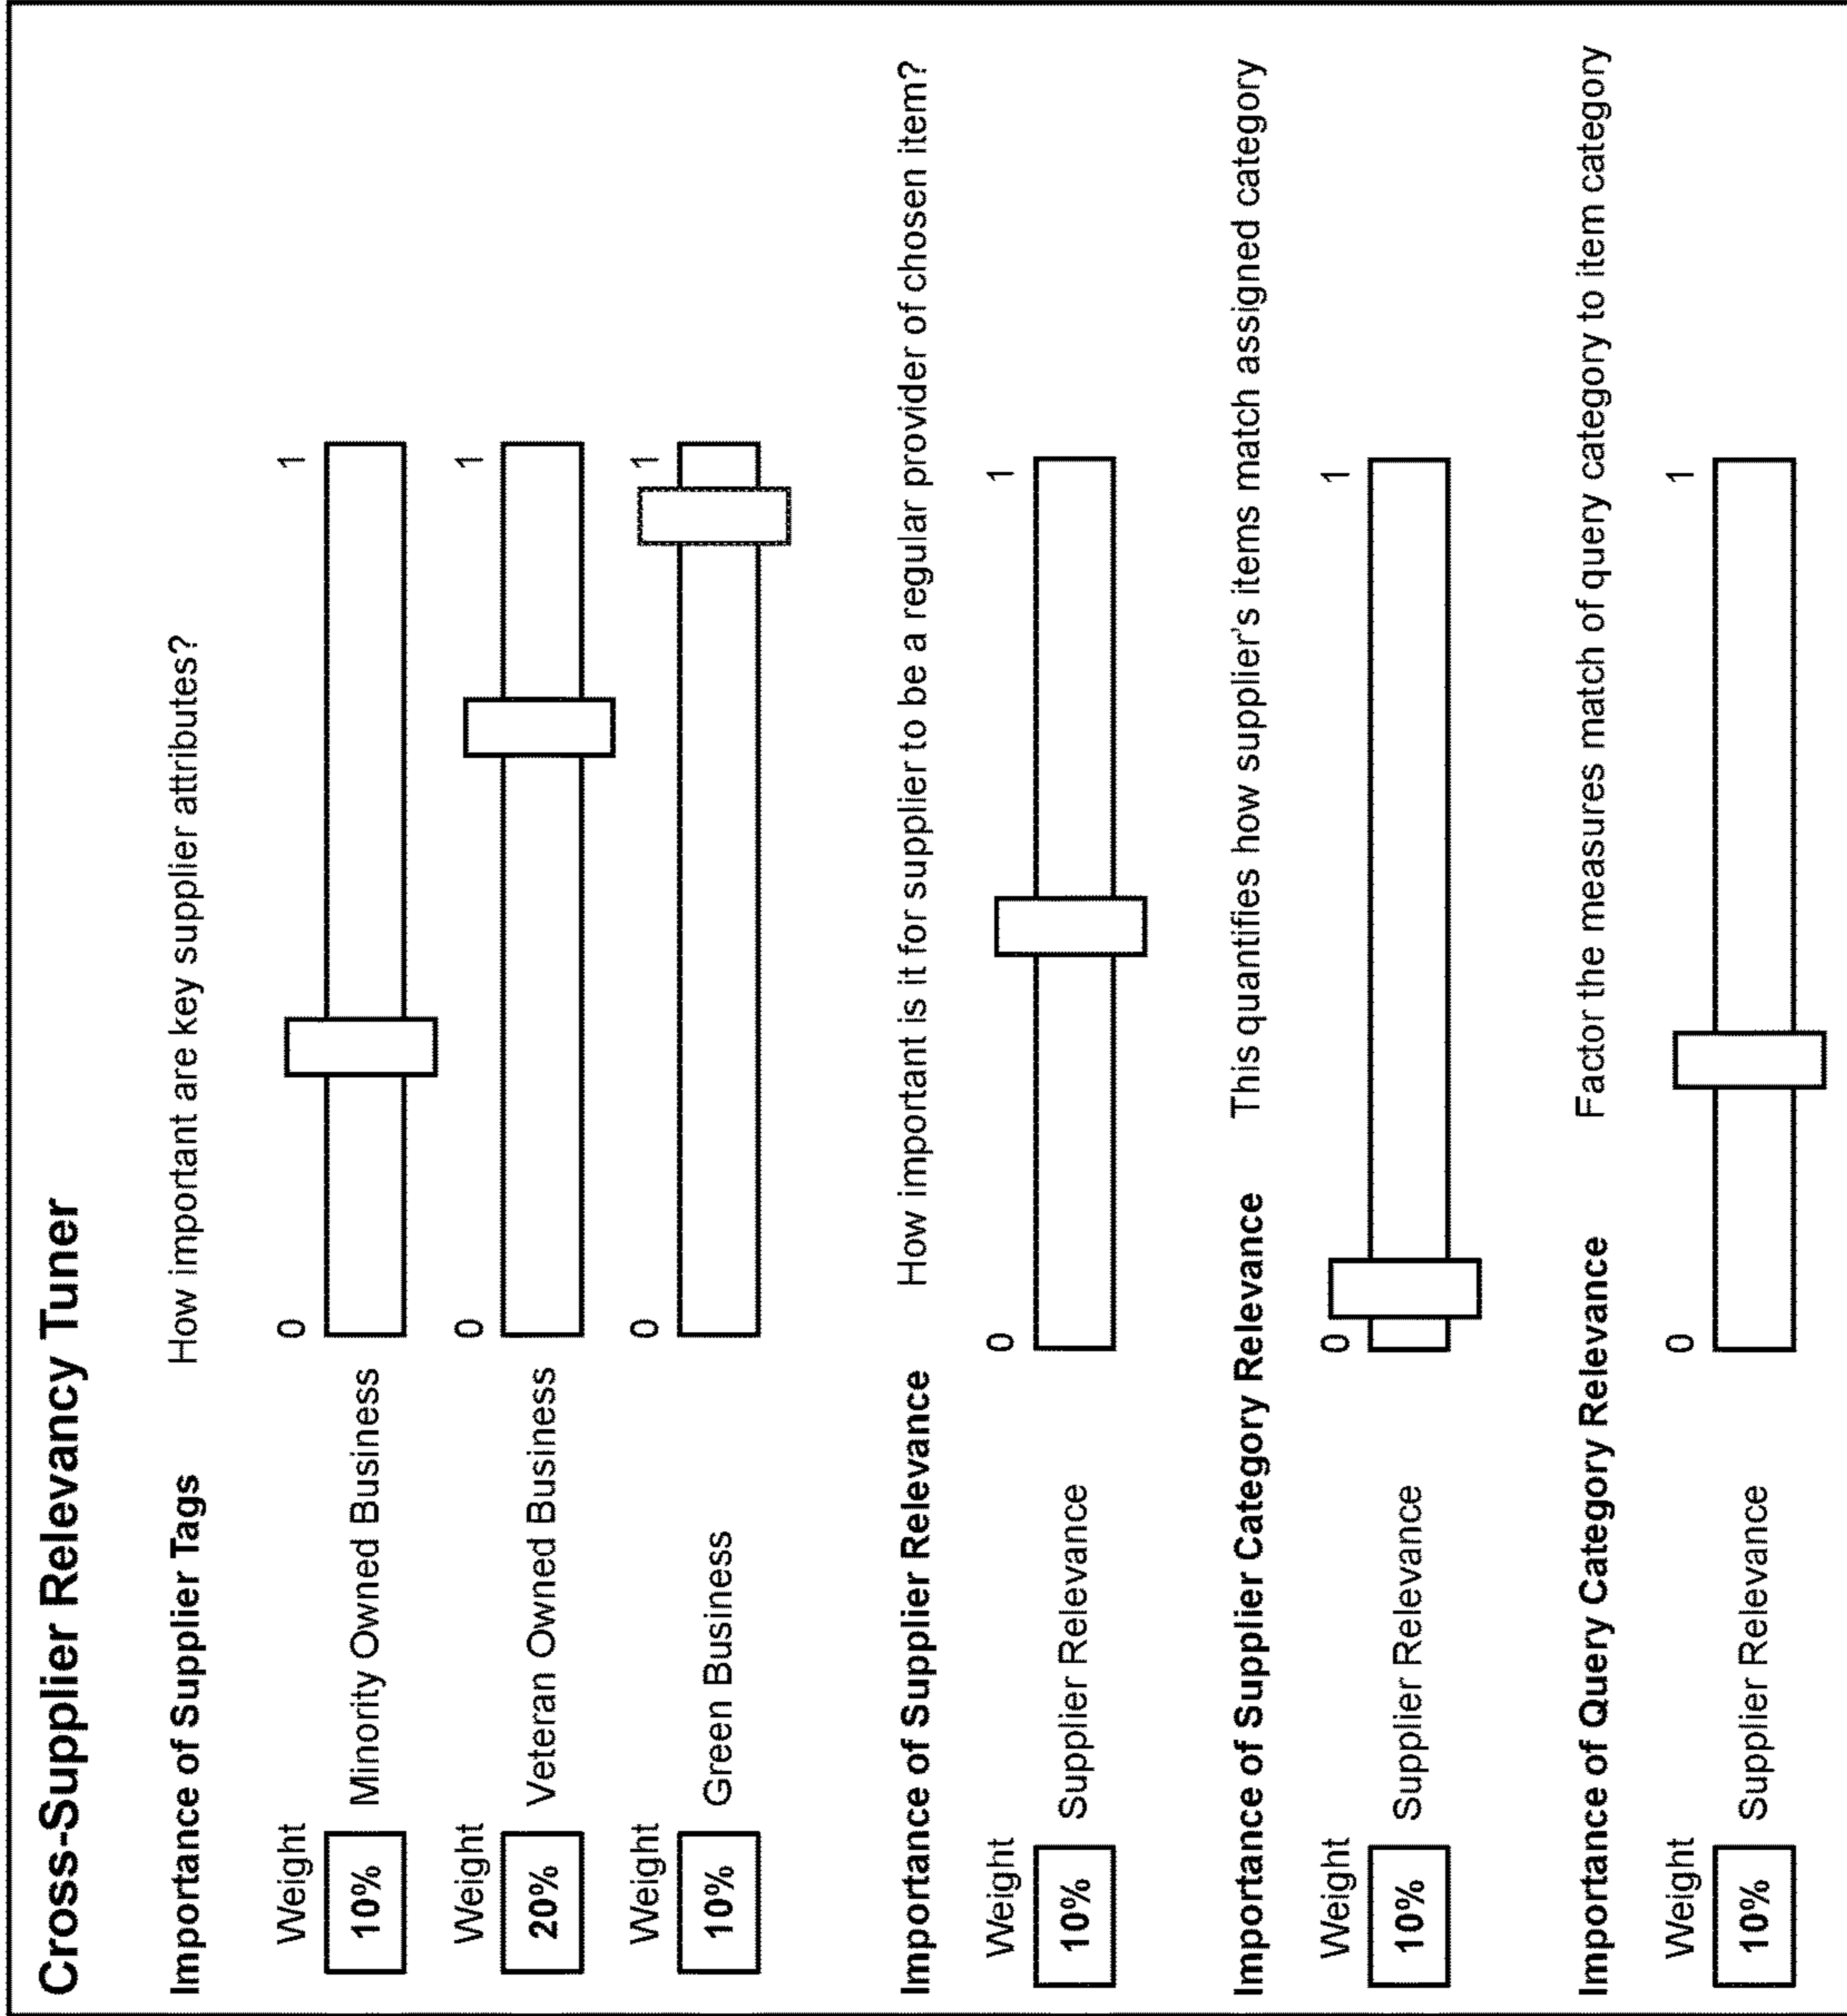 Cross-Supplier Relevancy Tuner
Importance of Supplier Tags How important are key supplier attributes?
Weight 0 1
10% Minority Owned Business
Weight 0 1
20% Veteran Owned Business
Weight 0 1
10% Green Business
Importance of Supplier Relevance How important is it for supplier to be a regular provider of chosen item?
Weight 0 1
10% Supplier Relevance
Importance of Supplier Category Relevance This quantifies how supplier's items match assigned category
Weight 0 1
10% Supplier Relevance
Importance of Query Category Relevance Factor the measures match of query category to item category
Weight 0 1
10% Supplier Relevance